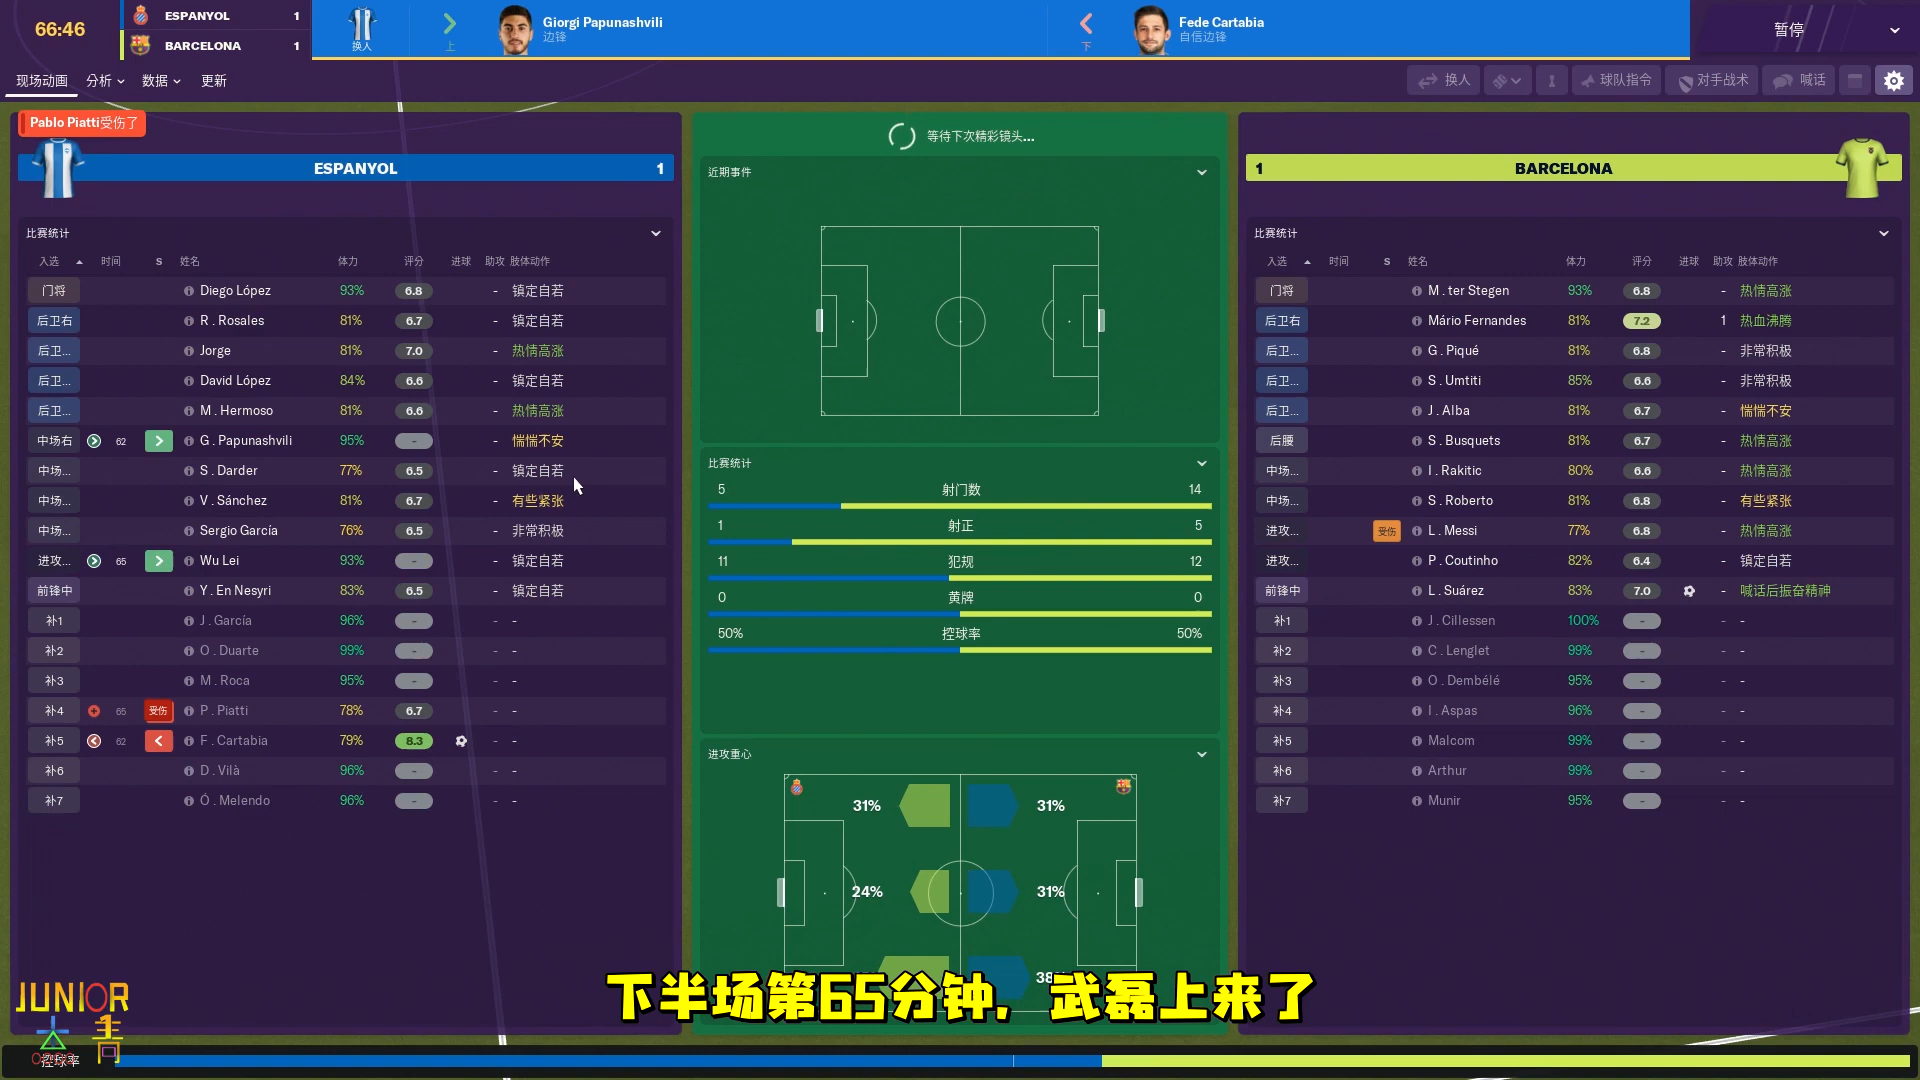 66:46
ESPANYOL 1
BARCELONA 1
换人
上
Giorgi Papunashvili
边锋
下
Fede Cartabia
自信边锋
暂停
现场动画 分析 数据 更新
换人 球队指令 对手战术 喊话
Pablo Piatti受伤了
ESPANYOL 1
比赛统计
入选 时间 S 姓名 体力 评分 进球 助攻 肢体动作
门将 Diego López 93% 6.8 - 镇定自若
后卫右 R . Rosales 81% 6.7 - 镇定自若
后卫... Jorge 81% 7.0 - 热情高涨
后卫... David López 84% 6.6 - 镇定自若
后卫... M . Hermoso 81% 6.6 - 热情高涨
中场右 62 G . Papunashvili 95% - - 惴惴不安
中场... S . Darder 77% 6.5 - 镇定自若
中场... V . Sánchez 81% 6.7 - 有些紧张
中场... Sergio García 76% 6.5 - 非常积极
进攻... 65 Wu Lei 93% - - 镇定自若
前锋中 Y . En Nesyri 83% 6.5 - 镇定自若
补1 J . García 96% - - -
补2 O . Duarte 99% - - -
补3 M . Roca 95% - - -
补4 65 受伤 P . Piatti 78% 6.7 - -
补5 62 F . Cartabia 79% 8.3 - -
补6 D . Vilà 96% - - -
补7 Ó . Melendo 96% - - -
等待下次精彩镜头...
近期事件
比赛统计
5 射门数 14
1 射正 5
11 犯规 12
0 黄牌 0
50% 控球率 50%
进攻重心
31% 31%
24% 31%
38
1 BARCELONA
比赛统计
入选 时间 S 姓名 体力 评分 进球 助攻 肢体动作
门将 M . ter Stegen 93% 6.8 - 热情高涨
后卫右 Mário Fernandes 81% 7.2 1 热血沸腾
后卫... G . Piqué 81% 6.8 - 非常积极
后卫... S . Umtiti 85% 6.6 - 非常积极
后卫... J . Alba 81% 6.7 - 惴惴不安
后腰 S . Busquets 81% 6.7 - 热情高涨
中场... I . Rakitic 80% 6.6 - 热情高涨
中场... S . Roberto 81% 6.8 - 有些紧张
进攻... 受伤 L . Messi 77% 6.8 - 热情高涨
进攻... P . Coutinho 82% 6.4 - 镇定自若
前锋中 L . Suárez 83% 7.0 - 喊话后振奋精神
补1 J . Cillessen 100% - - -
补2 C . Lenglet 99% - - -
补3 O . Dembélé 95% - - -
补4 I . Aspas 96% - - -
补5 Malcom 99% - - -
补6 Arthur 99% - - -
补7 Munir 95% - - -
下半场第65分钟，武磊上来了
JUNIOR
控球率